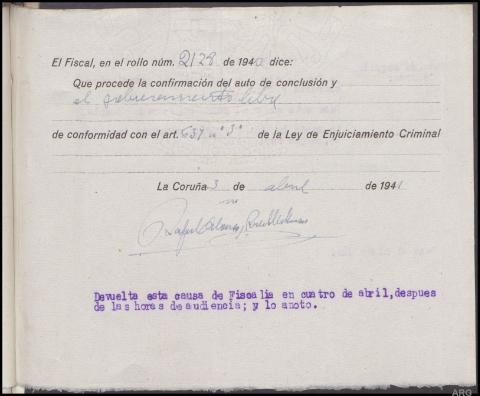 El Fiscal, en el rollo núm. 2128 de 1940 dice:
Que procede la confirmación del auto de conclusión y
el sobreseimiento libre
de conformidad con el art. 637 nº 3º de la Ley de Enjuiciamiento Criminal
La Coruña 3 de abril de 1941
Rafael Alonso
Devuelta esta causa de Fiscalia en cuatro de abril,despues
de las horas de audiencia; y lo anoto.
ARG